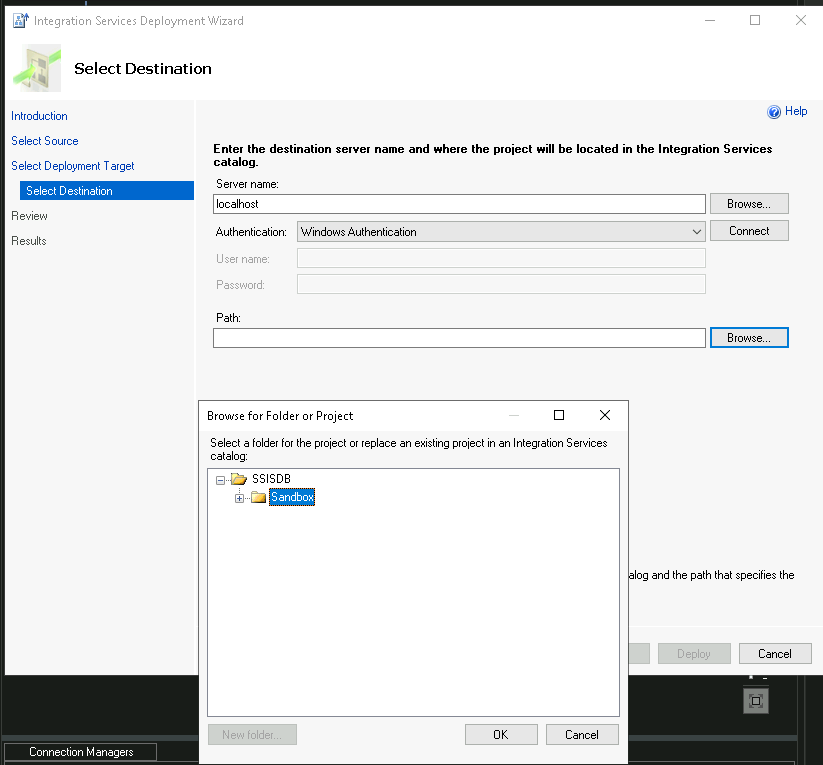 Integration Services Deployment Wizard
Select Destination
Introduction
Select Source
Select Deployment Target
Select Destination
Review
Results
Help
Enter the destination server name and where the project will be located in the Integration Services
catalog.
Server name:
localhost
Browse...
Authentication:
Windows Authentication
Connect
User name:
Password:
Path:
Browse...
Browse for Folder or Project
Select a folder for the project or replace an existing project in an Integration Services
catalog:
SSISDB
Sandbox
alog and the path that specifies the
Deploy
Cancel
New folder...
OK
Cancel
Connection Managers